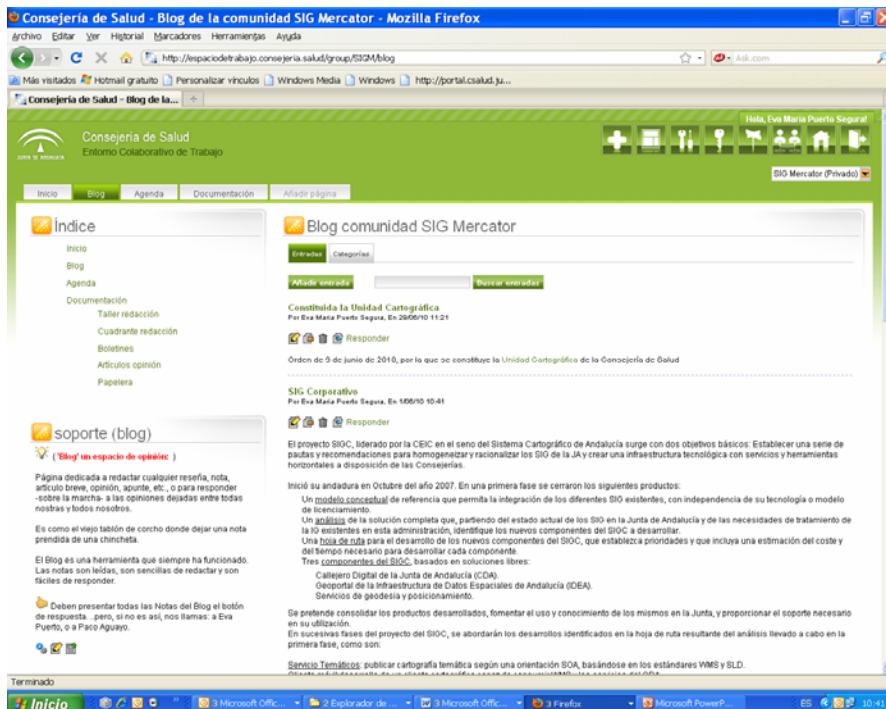 Consejería de Salud - Blog de la comunidad SIG Mercator - Mozilla Firefox
Archivo Editar Ver Historial Marcadores Herramientas Ayuda
http://espaciodetrabajo.consejeria.salud/group/SIGM/blog
Ask.com
Más visitados Hotmail gratuito Personalizar vínculos Windows Media Windows http://portal.csalud.ju...
Consejería de Salud - Blog de la...
Hola, Eva Maria Puerto Segura!
Consejería de Salud
Entorno Colaborativo de Trabajo
JUNTA DE ANDALUCIA
SIG Mercator (Privado)
Inicio Blog Agenda Documentación Añadir página
Índice
Inicio
Blog
Agenda
Documentación
Taller redacción
Cuadrante redacción
Boletines
Artículos opinión
Papelera
soporte (blog)
( 'Blog' un espacio de opinión: )
Página dedicada a redactar cualquier reseña, nota,
artículo breve, opinión, apunte, etc., o para responder
-sobre la marcha- a las opiniones dejadas entre todas
nostras y todos nosotros.
Es como el viejo tablón de corcho donde dejar una nota
prendida de una chincheta.
El Blog es una herramienta que siempre ha funcionado.
Las notas son leídas, son sencillas de redactar y son
fáciles de responder.
Deben presentar todas las Notas del Blog el botón
de respuesta...pero, si no es así, nos llamas: a Eva
Puerto, o a Paco Aguayo.
Blog comunidad SIG Mercator
Entradas Categorías
Añadir entrada Buscar entradas
Constituida la Unidad Cartográfica
Por Eva Maria Puerto Segura, En 29/06/10 11:21
Responder
Orden de 9 de junio de 2010, por la que se constituye la Unidad Cartográfica de la Consejería de Salud
SIG Corporativo
Por Eva Maria Puerto Segura, En 1/06/10 10:41
Responder
El proyecto SIGC, liderado por la CEIC en el seno del Sistema Cartográfico de Andalucía surge con dos objetivos básicos: Establecer una serie de
pautas y recomendaciones para homogeneizar y racionalizar los SIG de la JA y crear una infraestructura tecnológica con servicios y herramientas
horizontales a disposición de las Consejerías.
Inició su andadura en Octubre del año 2007. En una primera fase se cerraron los siguientes productos:
Un modelo conceptual de referencia que permita la integración de los diferentes SIG existentes, con independencia de su tecnología o modelo
de licenciamiento.
Un análisis de la solución completa que, partiendo del estado actual de los SIG en la Junta de Andalucía y de las necesidades de tratamiento de
la IG existentes en esta administración, identifique los nuevos componentes del SIGC a desarrollar.
Una hoja de ruta para el desarrollo de los nuevos componentes del SIGC, que establezca prioridades y que incluya una estimación del coste y
del tiempo necesario para desarrollar cada componente.
Tres componentes del SIGC, basados en soluciones libres:
Callejero Digital de la Junta de Andalucía (CDA).
Geoportal de la Infraestructura de Datos Espaciales de Andalucía (IDEA).
Servicios de geodesia y posicionamiento.
Se pretende consolidar los productos desarrollados, fomentar el uso y conocimiento de los mismos en la Junta, y proporcionar el soporte necesario
en su utilización.
En sucesivas fases del proyecto del SIGC, se abordarán los desarrollos identificados en la hoja de ruta resultante del análisis llevado a cabo en la
primera fase, como son:
Servicio Temáticos: publicar cartografía temática según una orientación SOA, basándose en los estándares WMS y SLD.
Terminado
Inicio 3 Microsoft Offic... 2 Explorador de ... 3 Microsoft Offic... 3 Firefox Microsoft PowerP... ES 10:41